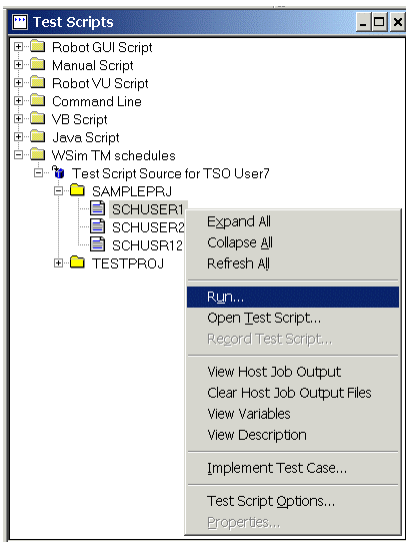 Test Scripts
Robot GUI Script
Manual Script
Robot VU Script
Command Line
VB Script
Java Script
WSim TM schedules
Test Script Source for TSO User7
SAMPLEPRJ
SCHUSER1
SCHUSER2
SCHUSR12
TESTPROJ
Expand All
Collapse All
Refresh All
Run...
Open Test Script...
Record Test Script...
View Host Job Output
Clear Host Job Output Files
View Variables
View Description
Implement Test Case...
Test Script Options...
Properties...